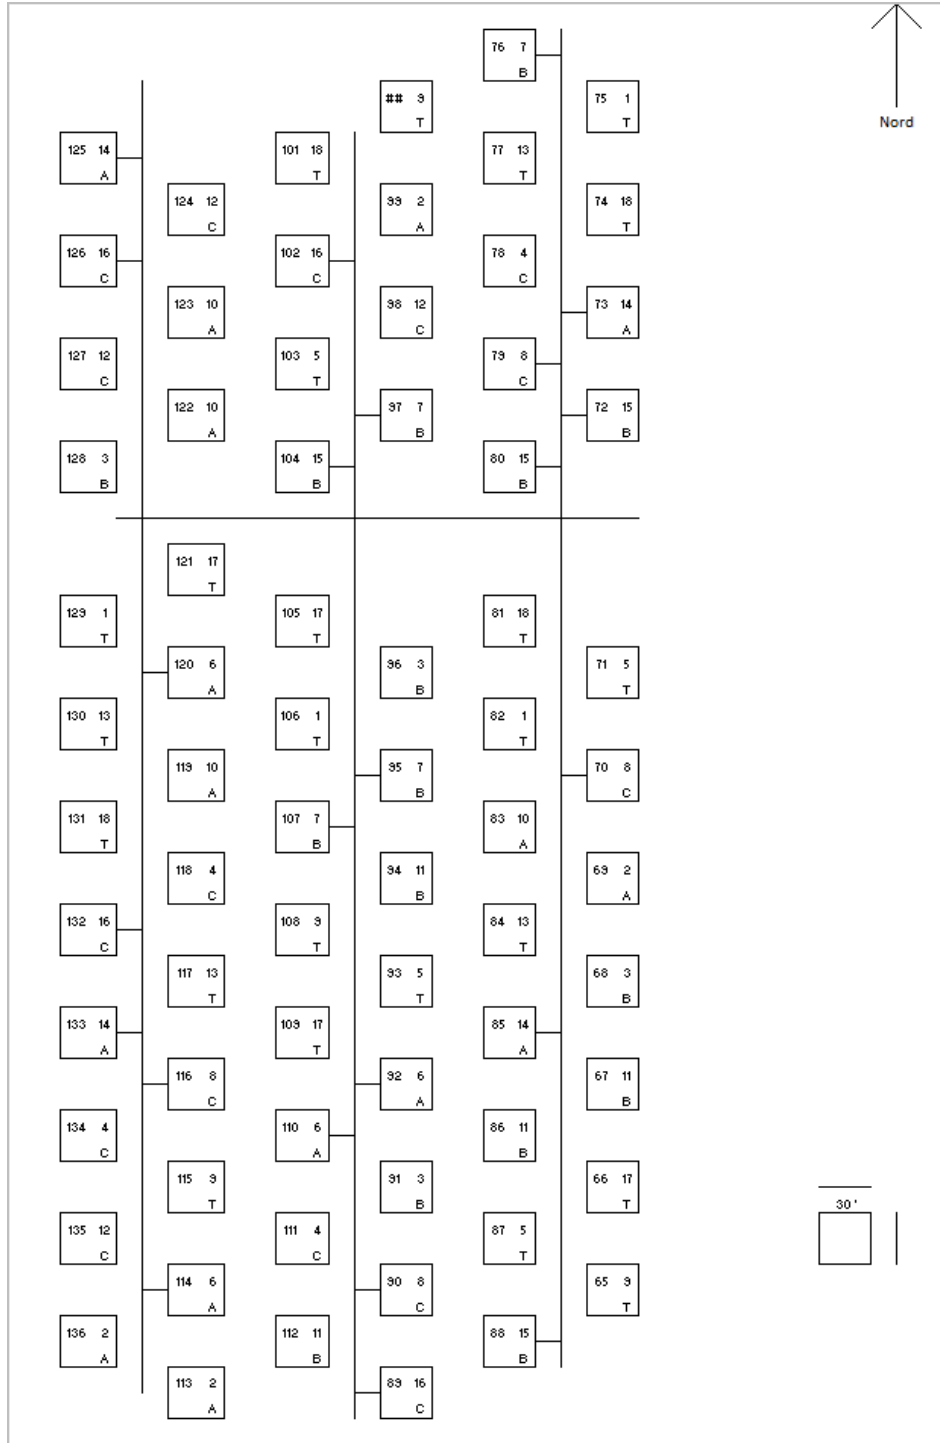 76 7
B
## 9
T
75 1
T
Nord
125 14
A
101 18
T
77 13
T
124 12
C
99 2
A
74 18
T
126 16
C
102 16
C
78 4
C
123 10
A
98 12
C
73 14
A
127 12
C
103 5
T
79 8
C
122 10
A
97 7
B
72 15
B
128 3
B
104 15
B
80 15
B
121 17
T
129 1
T
105 17
T
81 18
T
120 6
A
96 3
B
71 5
T
130 13
T
106 1
T
82 1
T
119 10
A
95 7
B
70 8
C
131 18
T
107 7
B
83 10
A
118 4
C
94 11
B
69 2
A
132 16
C
108 9
T
84 13
T
117 13
T
93 5
T
68 3
B
133 14
A
109 17
T
85 14
A
116 8
C
92 6
A
67 11
B
134 4
C
110 6
A
86 11
B
115 9
T
91 3
B
66 17
T
135 12
C
111 4
C
87 5
T
30'
114 6
A
90 8
C
65 9
T
136 2
A
112 11
B
88 15
B
113 2
A
89 16
C